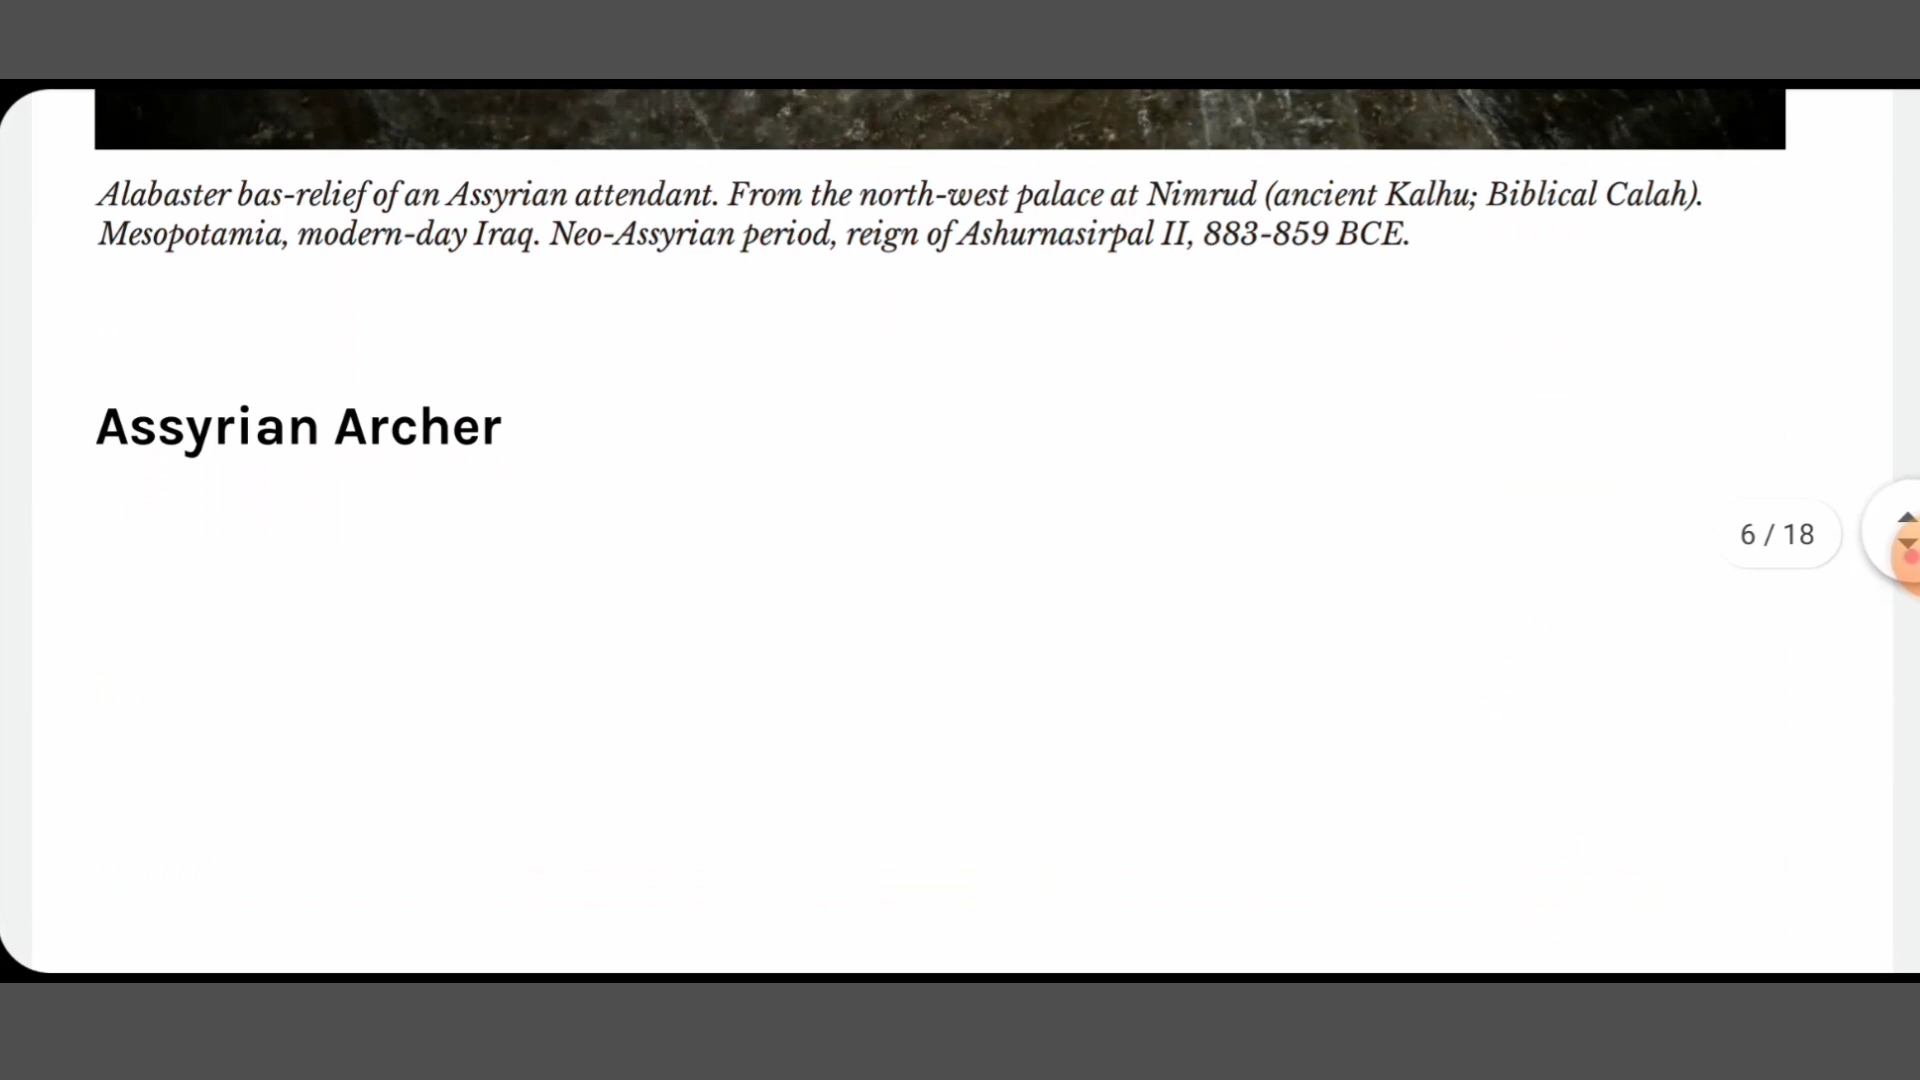 Alabaster bas-relief of an Assyrian attendant. From the north-west palace at Nimrud (ancient Kalhu; Biblical Calah).
Mesopotamia, modern-day Iraq. Neo-Assyrian period, reign of Ashurnasirpal II, 883-859 BCE.
Assyrian Archer
6 / 18